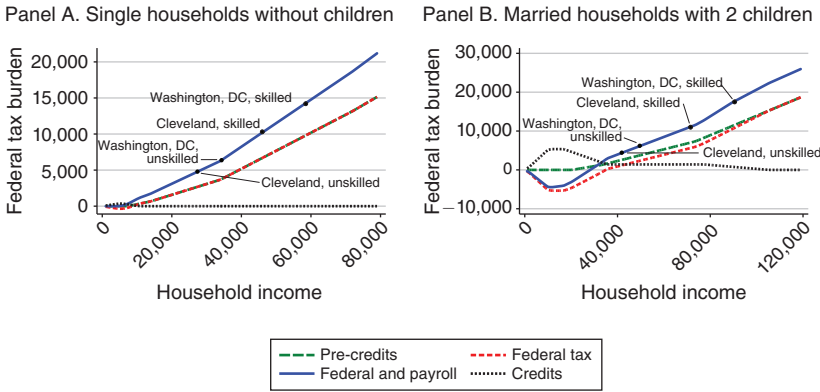 Panel A. Single households without children
Panel B. Married households with 2 children
Federal tax burden
20,000
15,000
10,000
5,000
0
Washington, DC, skilled
Cleveland, skilled
Washington, DC,
unskilled
Cleveland, unskilled
0
20,000
40,000
60,000
80,000
Household income
Federal tax burden
30,000
20,000
10,000
0
−10,000
Washington, DC, skilled
Cleveland, skilled
Washington, DC,
unskilled
Cleveland, unskilled
0
40,000
80,000
120,000
Household income
Pre-credits
Federal tax
Federal and payroll
Credits